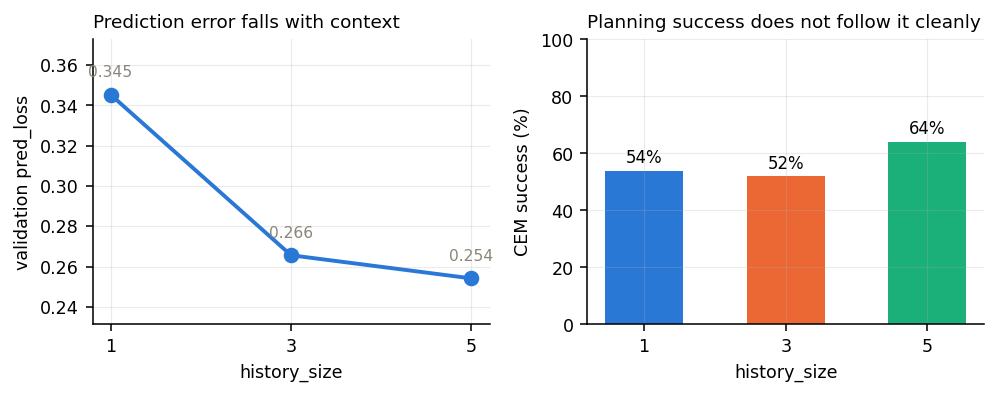 Prediction error falls with context
validation pred_loss
0.36
0.34
0.32
0.30
0.28
0.26
0.24
0.345
0.266
0.254
1 3 5
history_size
Planning success does not follow it cleanly
CEM success (%)
100
80
60
40
20
0
54%
52%
64%
1 3 5
history_size